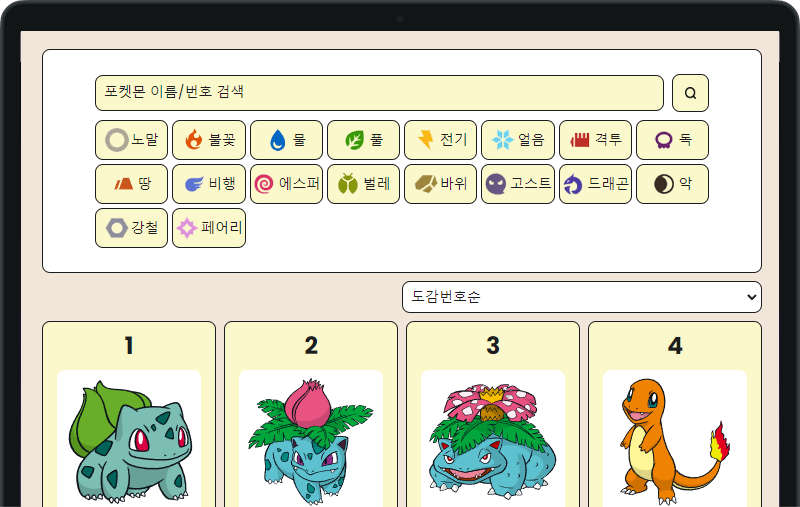 포켓몬 이름/번호 검색
노말 불꽃 물 풀 전기 얼음 격투 독
땅 비행 에스퍼 벌레 바위 고스트 드래곤 악
강철 페어리
도감번호순
1 2 3 4